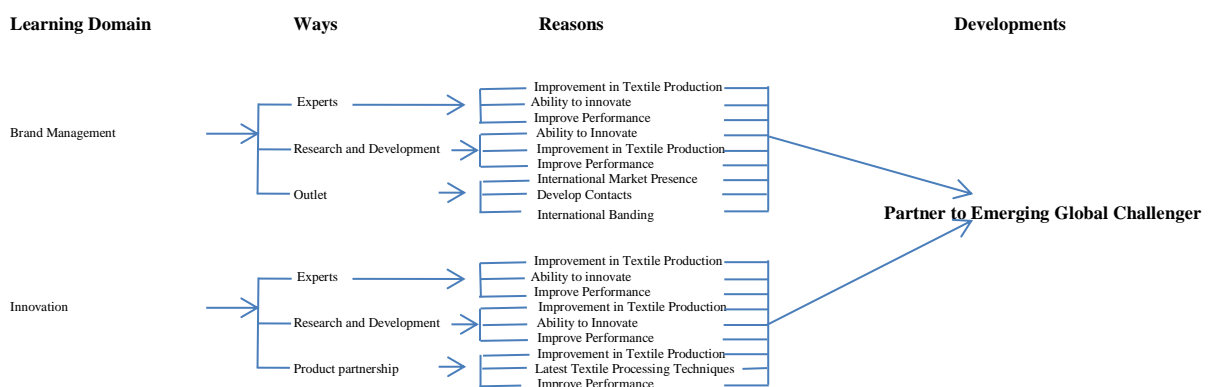 Learning Domain Ways Reasons Developments
Improvement in Textile Production
Experts
Ability to innovate
Improve Performance
Brand Management
Ability to Innovate
Research and Development
Improvement in Textile Production
Improve Performance
International Market Presence
Outlet
Develop Contacts
International Banding
Partner to Emerging Global Challenger
Improvement in Textile Production
Experts
Ability to innovate
Improve Performance
Innovation
Improvement in Textile Production
Research and Development
Ability to Innovate
Improve Performance
Improvement in Textile Production
Product partnership
Latest Textile Processing Techniques
Improve Performance